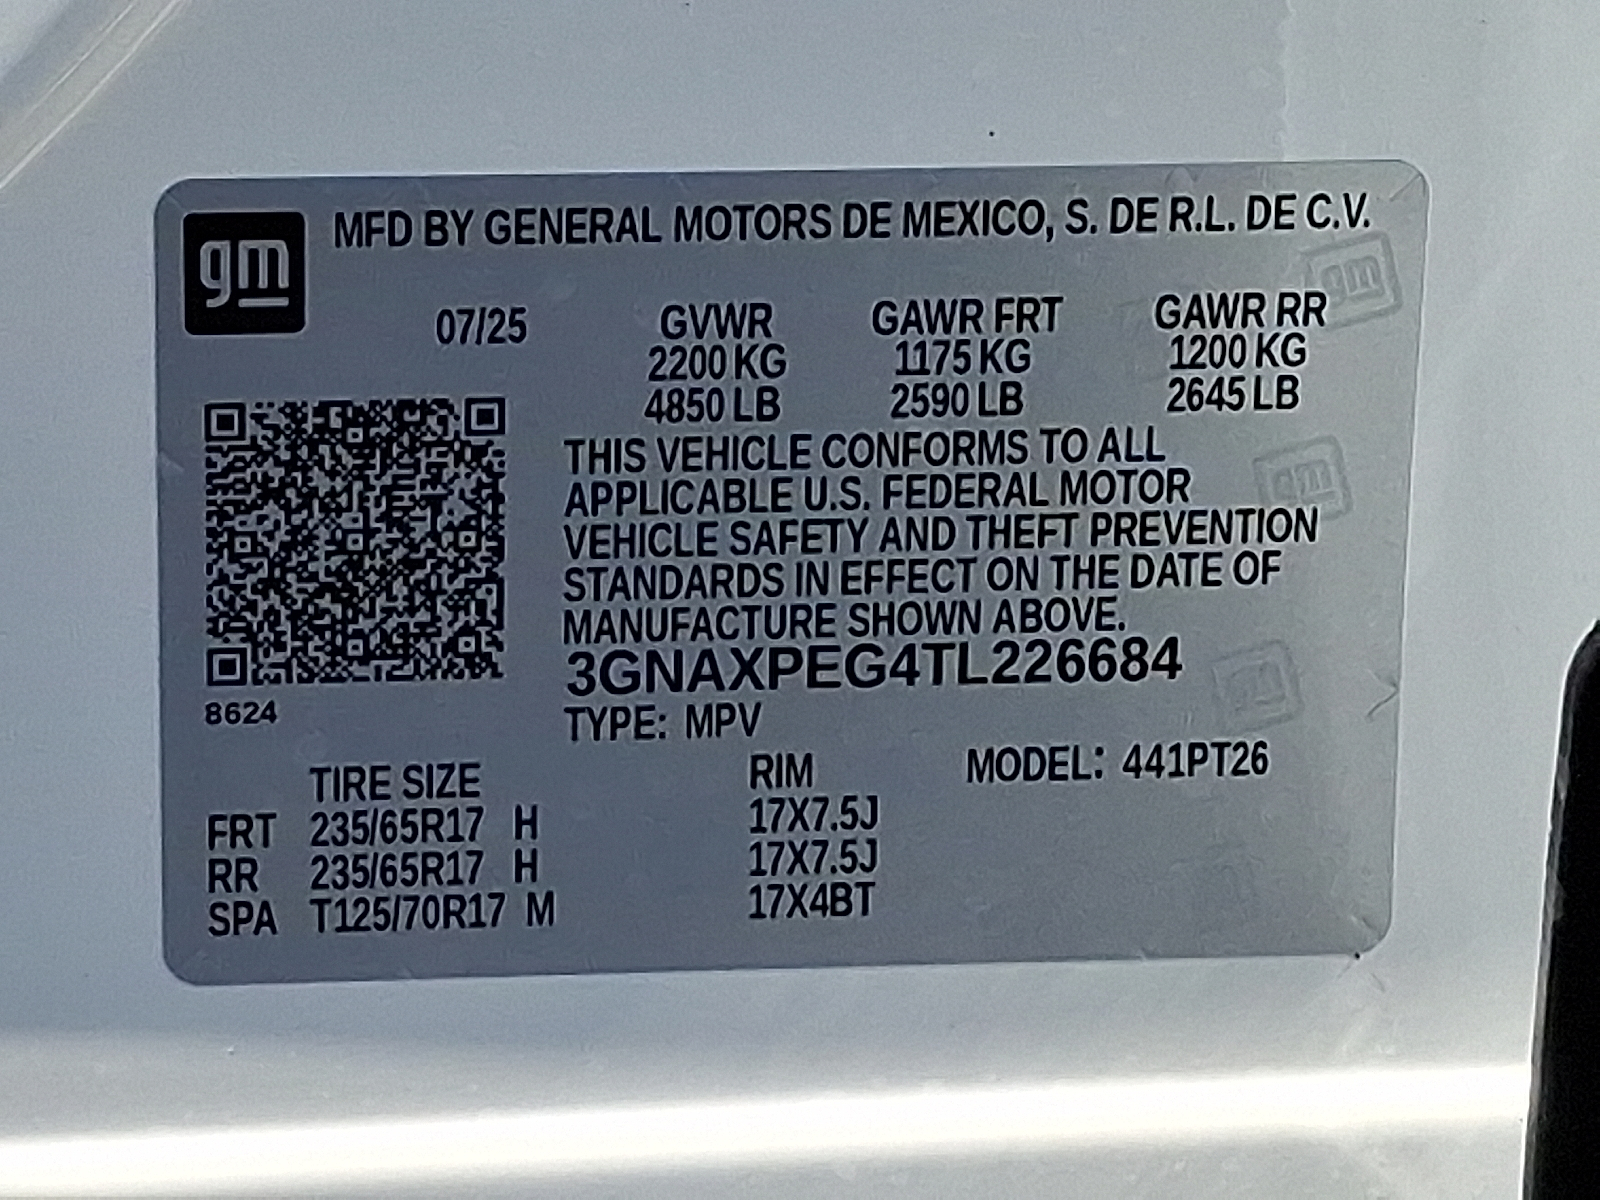 gm MFD BY GENERAL MOTORS DE MEXICO, S. DE R.L. DE C.V.
07/25 GVWR GAWR FRT GAWR RR
2200 KG 1175 KG 1200 KG
4850 LB 2590 LB 2645 LB
THIS VEHICLE CONFORMS TO ALL
APPLICABLE U.S. FEDERAL MOTOR
VEHICLE SAFETY AND THEFT PREVENTION
STANDARDS IN EFFECT ON THE DATE OF
MANUFACTURE SHOWN ABOVE.
3GNAXPEG4TL226684
8624 TYPE: MPV
TIRE SIZE RIM MODEL: 441PT26
FRT 235/65R17 H 17X7.5J
RR 235/65R17 H 17X7.5J
SPA T125/70R17 M 17X4BT
gm
gm
gm